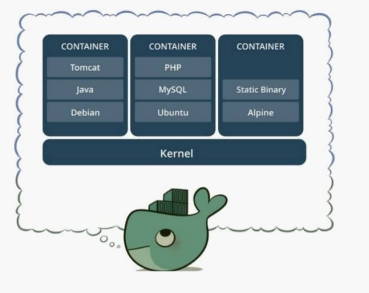 CONTAINER
Tomcat
Java
Debian
CONTAINER
PHP
MySQL
Ubuntu
CONTAINER
Static Binary
Alpine
Kernel